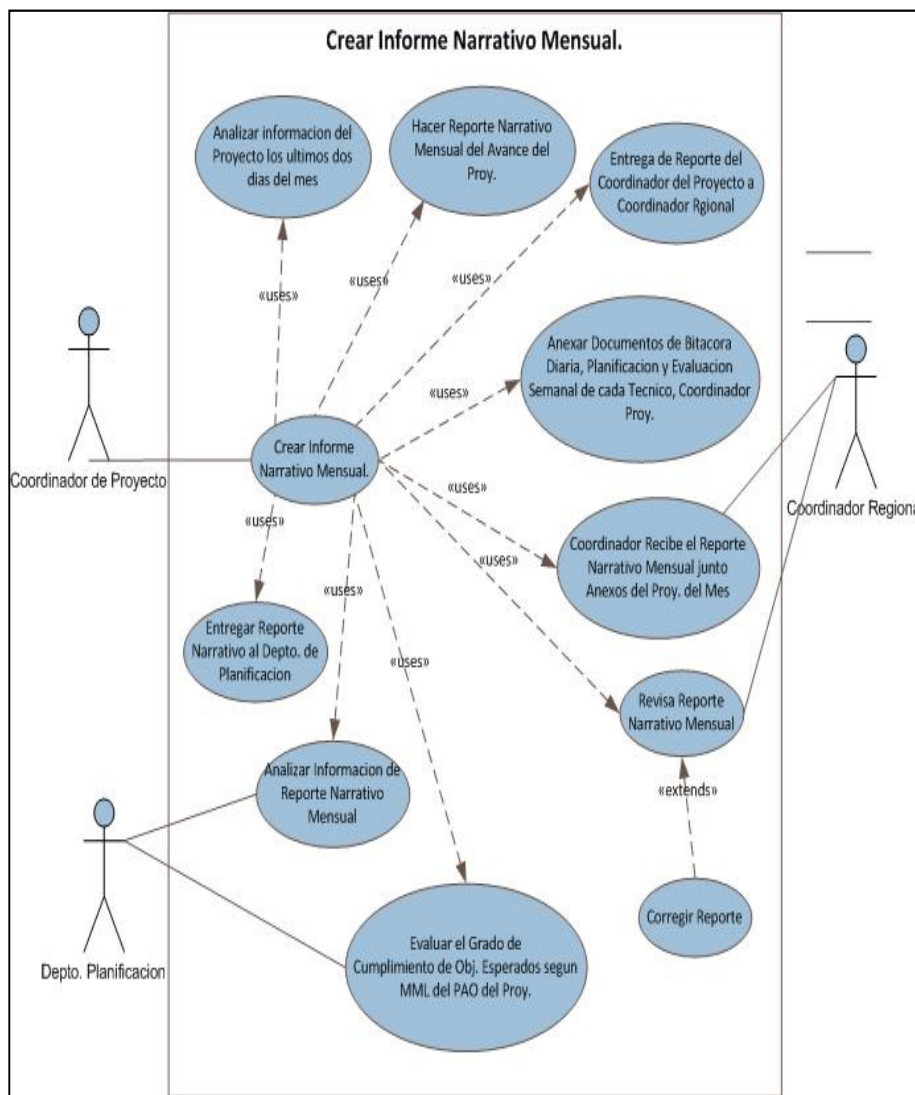 Crear Informe Narrativo Mensual.
Analizar informacion del
Proyecto los ultimos dos
dias del mes
Hacer Reporte Narrativo
Mensual del Avance del
Proy.
Entrega de Reporte del
Coordinador del Proyecto a
Coordinador Rgional
«uses»
«uses»
«uses»
Anexar Documentos de Bitacora
Diaria, Planificacion y Evaluacion
Semanal de cada Tecnico, Coordinador
Proy.
«uses»
Crear Informe
Narrativo Mensual.
Coordinador de Proyecto
Coordinador Regiona
«uses»
«uses»
«uses»
Coordinador Recibe el Reporte
Narrativo Mensual junto
Anexos del Proy. del Mes
«uses»
Entregar Reporte
Narrativo al Depto. de
Planificacion
«uses»
Revisa Reporte
Narrativo Mensual
Analizar Informacion de
Reporte Narrativo
Mensual
«extends»
Corregir Reporte
Evaluar el Grado de
Cumplimiento de Obj. Esperados segun
MML del PAO del Proy.
Depto. Planificacion